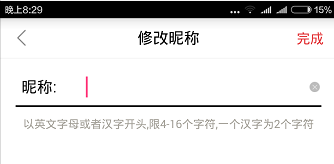 晚上8:29 ... 15%
修改昵称 完成
昵称:
以英文字母或者汉字开头,限4-16个字符,一个汉字为2个字符